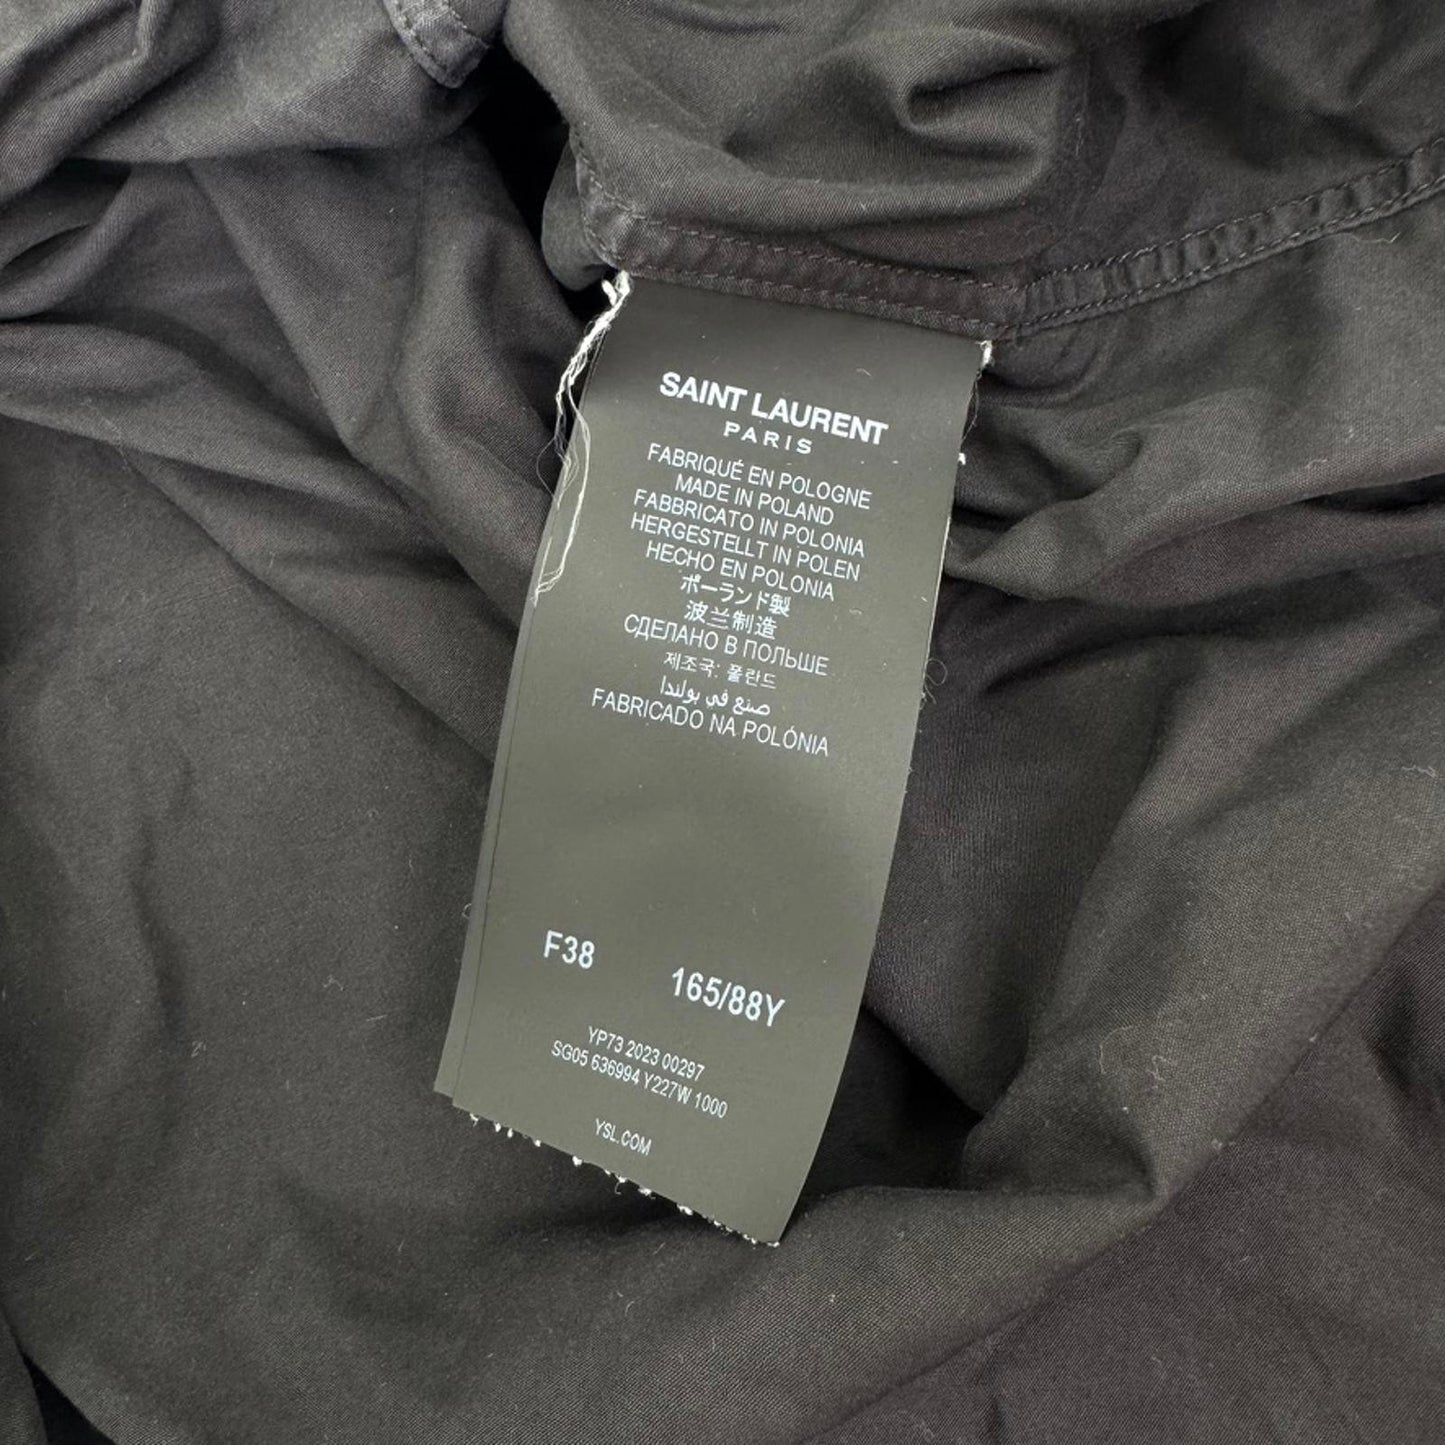 SAINT LAURENT
PARIS
FABRIQUÉ EN POLOGNE
MADE IN POLAND
FABBRICATO IN POLONIA
HERGESTELLT IN POLEN
HECHO EN POLONIA
ポーランド製
波兰制造
СДЕЛАНО В ПОЛЬШЕ
제조국: 폴란드
صنع في بولندا
FABRICADO NA POLÓNIA
F38 165/88Y
YP73 2023 00297
SG05 636994 Y227W 1000
YSL.COM